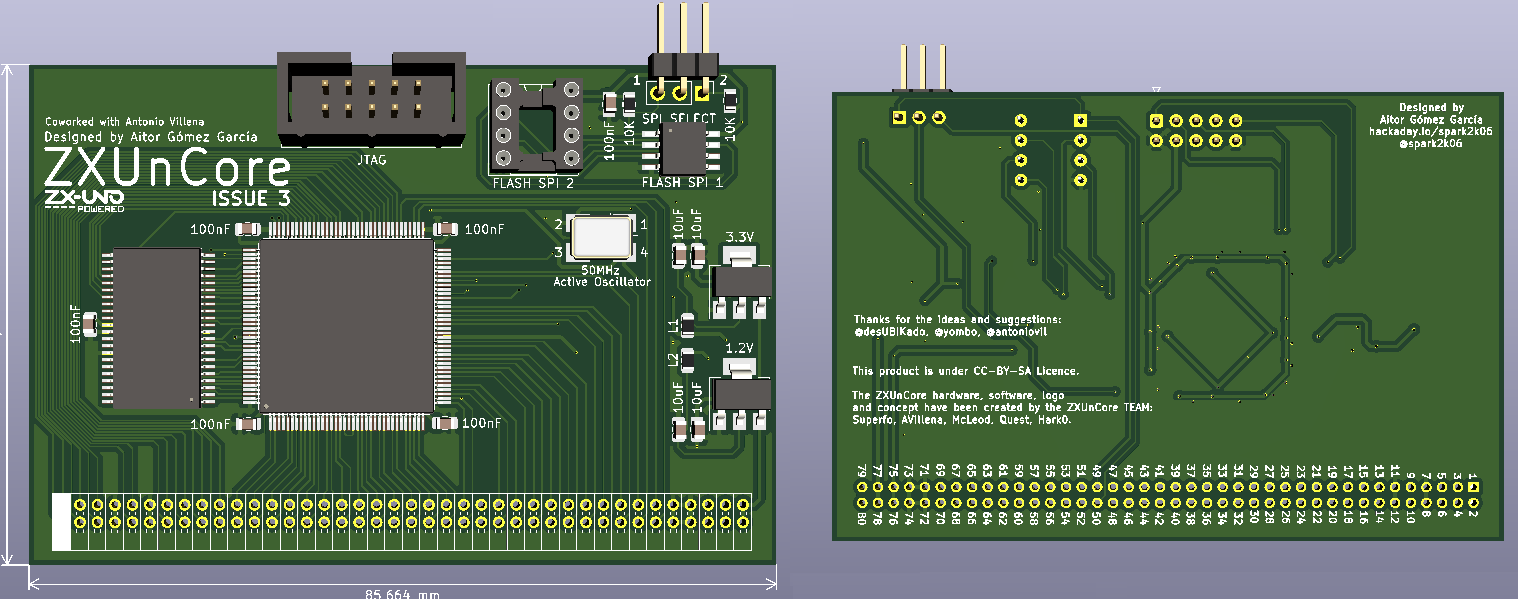 Coworked with Antonio Villena
Designed by Aitor Gómez García
ZXUnCore
ZX-UNO
POWERED
ISSUE 3
JTAG
1 2
SPI SELECT
100nF
10K
10K
FLASH SPI 2
FLASH SPI 1
100nF
100nF
2 1
3 4
50MHz
Active Oscillator
10uF
10uF
3.3V
100nF
L1
L2
1.2V
10uF
10uF
100nF
100nF
85,664 mm
Designed by
Aitor Gómez García
hackaday.io/spark2k06
@spark2k06
Thanks for the ideas and suggestions:
@desUBIKado, @yombo, @antoniovil
This product is under CC-BY-SA Licence.
The ZXUnCore hardware, software, logo
and concept have been created by the ZXUnCore TEAM:
Superfo, AVillena, McLeod, Quest, Hark0.
79 77 75 73 71 69 67 65 63 61 59 57 55 53 51 49 47 45 43 41 39 37 35 33 31 29 27 25 23 21 19 17 15 13 11 9 7 5 3 1
80 78 76 74 72 70 68 66 64 62 60 58 56 54 52 50 48 46 44 42 40 38 36 34 32 30 28 26 24 22 20 18 16 14 12 10 8 6 4 2